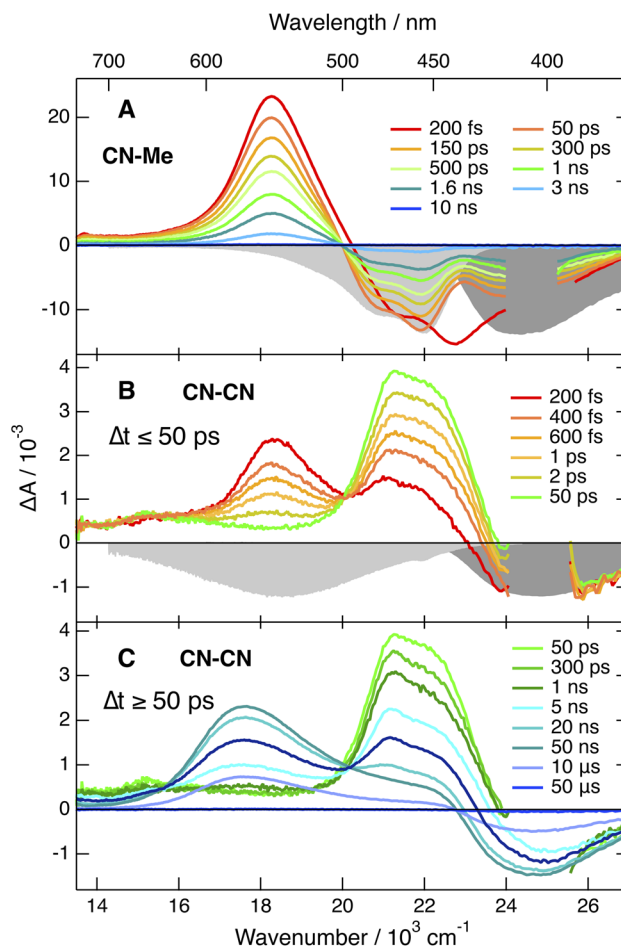 Wavelength / nm
700 600 500 450 400
A
CN-Me
200 fs 50 ps
150 ps 300 ps
500 ps 1 ns
1.6 ns 3 ns
10 ns
20
10
0
-10
B CN-CN
Δt ≤ 50 ps
200 fs
400 fs
600 fs
1 ps
2 ps
50 ps
4
3
2
1
0
-1
ΔA / 10⁻³
C CN-CN
Δt ≥ 50 ps
50 ps
300 ps
1 ns
5 ns
20 ns
50 ns
10 μs
50 μs
4
3
2
1
0
-1
14 16 18 20 22 24 26
Wavenumber / 10³ cm⁻¹